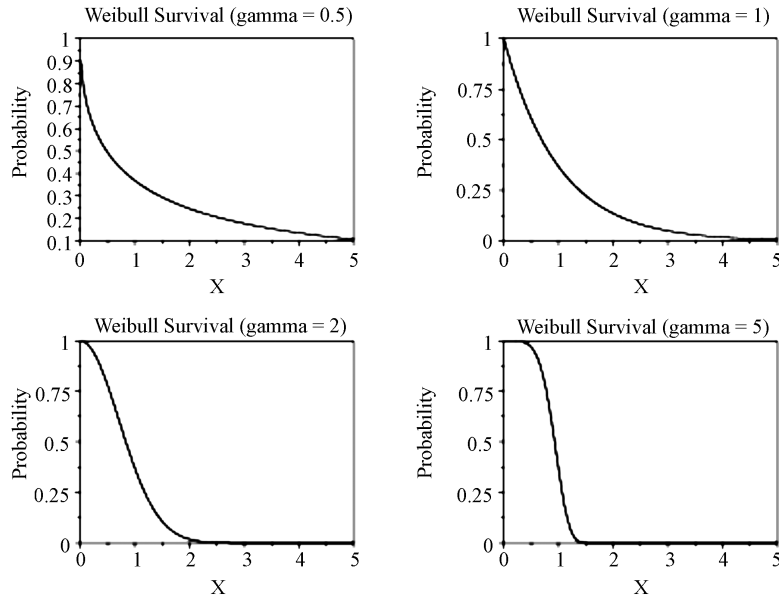 Weibull Survival (gamma = 0.5)
Probability
1
0.9
0.8
0.7
0.6
0.5
0.4
0.3
0.2
0.1
0 1 2 3 4 5
X
Weibull Survival (gamma = 1)
Probability
1
0.75
0.5
0.25
0
0 1 2 3 4 5
X
Weibull Survival (gamma = 2)
Probability
1
0.75
0.5
0.25
0
0 1 2 3 4 5
X
Weibull Survival (gamma = 5)
Probability
1
0.75
0.5
0.25
0
0 1 2 3 4 5
X